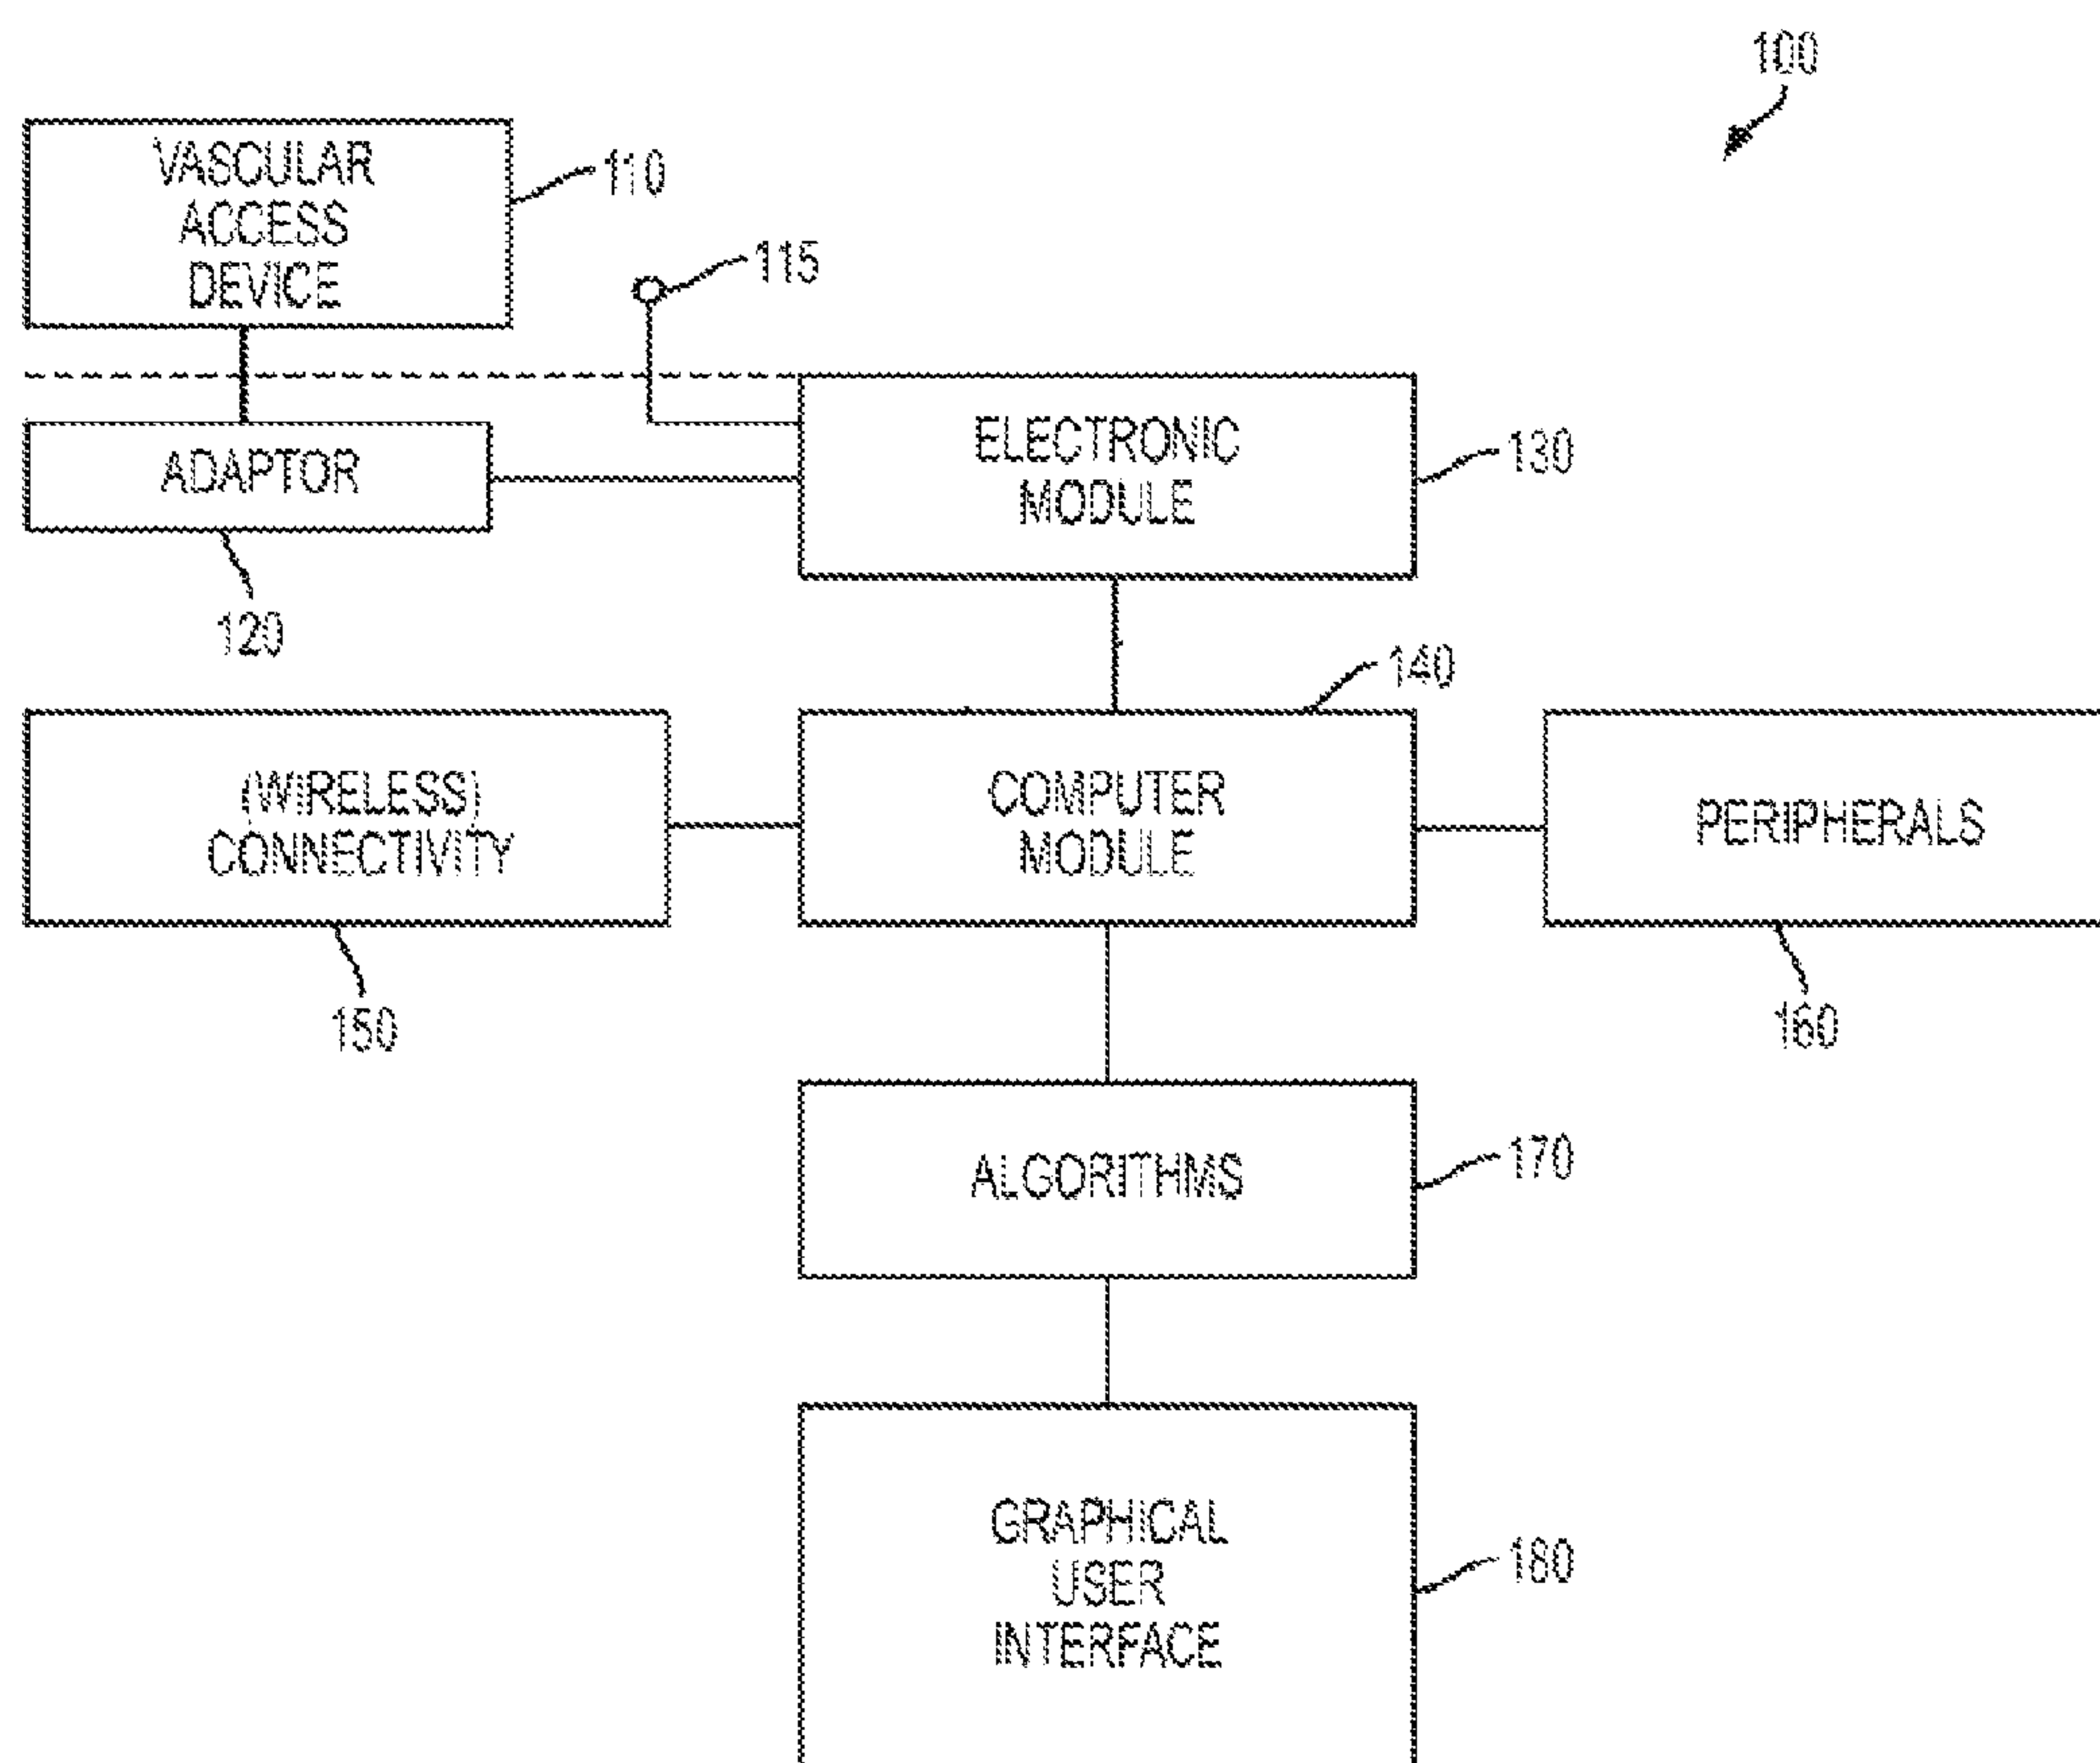 100
VASCULAR
ACCESS
DEVICE
110
115
ADAPTOR
120
ELECTRONIC
MODULE
130
140
(WIRELESS)
CONNECTIVITY
150
COMPUTER
MODULE
PERIPHERALS
160
ALGORITHMS
170
GRAPHICAL
USER
INTERFACE
180